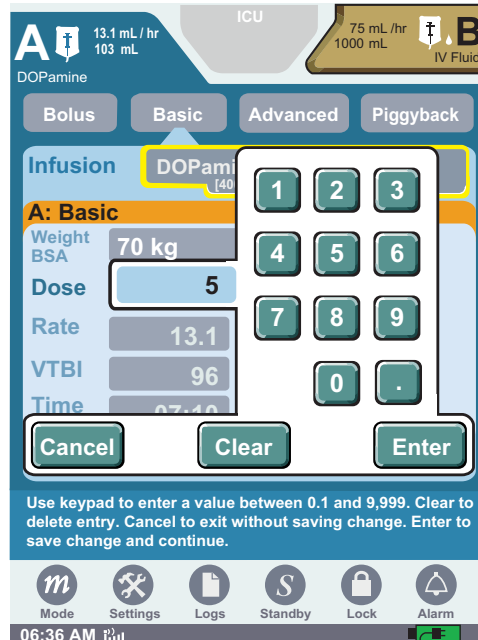 ICU
A
13.1 mL / hr
103 mL
DOPamine
75 mL /hr
1000 mL
B
IV Fluid
Bolus
Basic
Advanced
Piggyback
Infusion
DOPami
[40
A: Basic
Weight
BSA
70 kg
Dose
5
Rate
13.1
VTBI
96
Time
07:10
1 2 3
4 5 6
7 8 9
0 .
Cancel
Clear
Enter
Use keypad to enter a value between 0.1 and 9,999. Clear to
delete entry. Cancel to exit without saving change. Enter to
save change and continue.
m
S
Mode
Settings
Logs
Standby
Lock
Alarm
06:36 AM